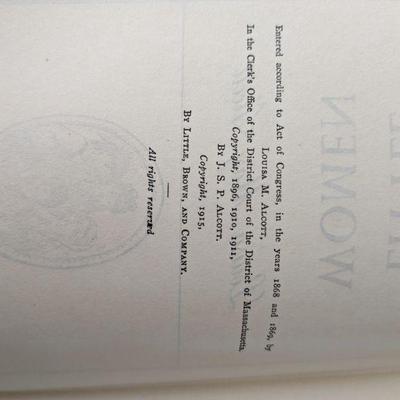 Entered according to Act of Congress, in the years 1868 and 1869, by
LOUISA M. ALCOTT,
In the Clerk's Office of the District Court of the District of Massachusetts.
Copyright, 1896, 1910, 1911,
BY J. S. P. ALCOTT.
Copyright, 1915,
BY LITTLE, BROWN, AND COMPANY.
All rights reserved
WOMEN